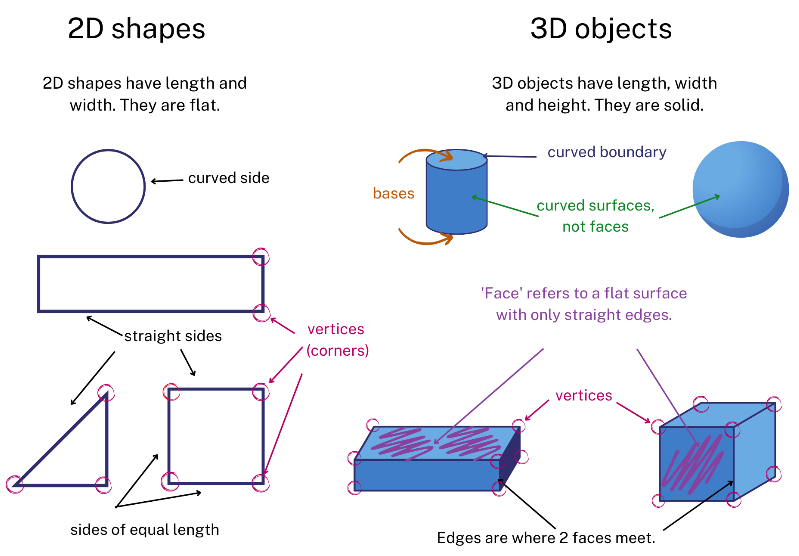 2D shapes
2D shapes have length and
width. They are flat.
curved side
straight sides
vertices
(corners)
sides of equal length
3D objects
3D objects have length, width
and height. They are solid.
curved boundary
bases
curved surfaces,
not faces
'Face' refers to a flat surface
with only straight edges.
vertices
Edges are where 2 faces meet.